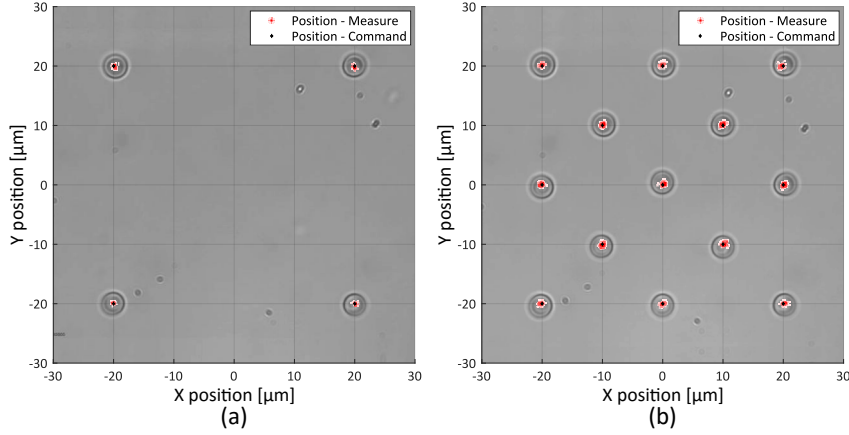 Position - Measure
Position - Command
30
20
10
0
-10
-20
-30
-30
-20
-10
0
10
20
30
Y position [µm]
X position [µm]
(a)
Position - Measure
Position - Command
30
20
10
0
-10
-20
-30
-30
-20
-10
0
10
20
30
Y position [µm]
X position [µm]
(b)